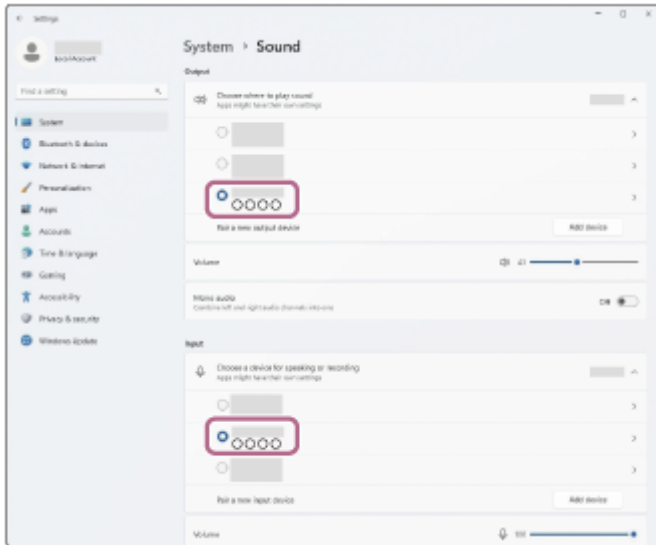 Settings
Local Account
System > Sound
Output
Find a setting
Choose where to play sound
Apps might have their own settings
System
Bluetooth & devices
Network & internet
Personalization
OOOO
Apps
Pair a new output device
Add device
Accounts
Time & language
Volume
Gaming
Accessibility
Mono audio
Combine left and right audio channels into one
Off
Privacy & security
Windows Update
Input
Choose a device for speaking or recording
Apps might have their own settings
OOOO
Pair a new input device
Add device
Volume
100